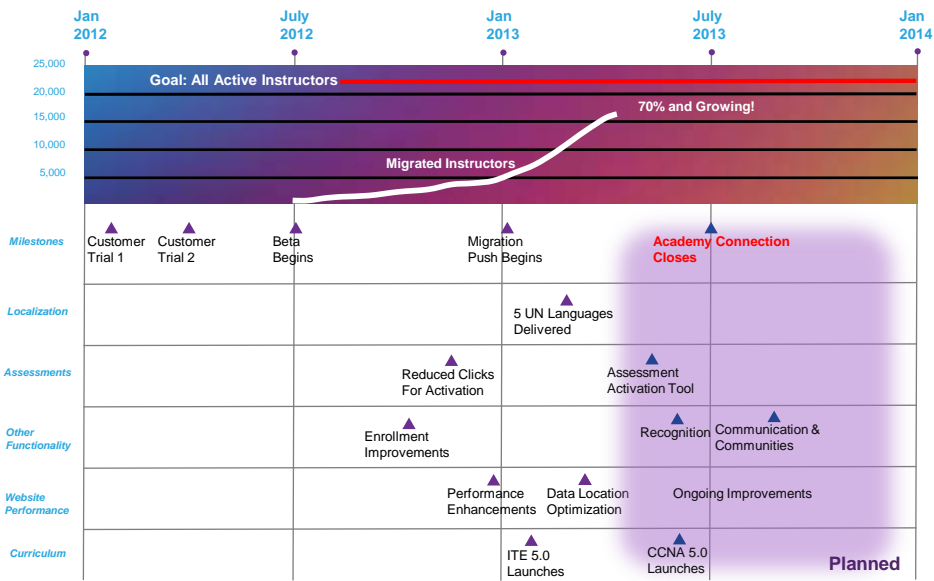 Jan
2012
July
2012
Jan
2013
July
2013
Jan
2014
25,000
20,000
15,000
10,000
5,000
Goal: All Active Instructors
70% and Growing!
Migrated Instructors
Milestones
Customer
Trial 1
Customer
Trial 2
Beta
Begins
Migration
Push Begins
Academy Connection
Closes
Localization
5 UN Languages
Delivered
Assessments
Reduced Clicks
For Activation
Assessment
Activation Tool
Other
Functionality
Enrollment
Improvements
Recognition
Communication &
Communities
Website
Performance
Performance
Enhancements
Data Location
Optimization
Ongoing Improvements
Curriculum
ITE 5.0
Launches
CCNA 5.0
Launches
Planned